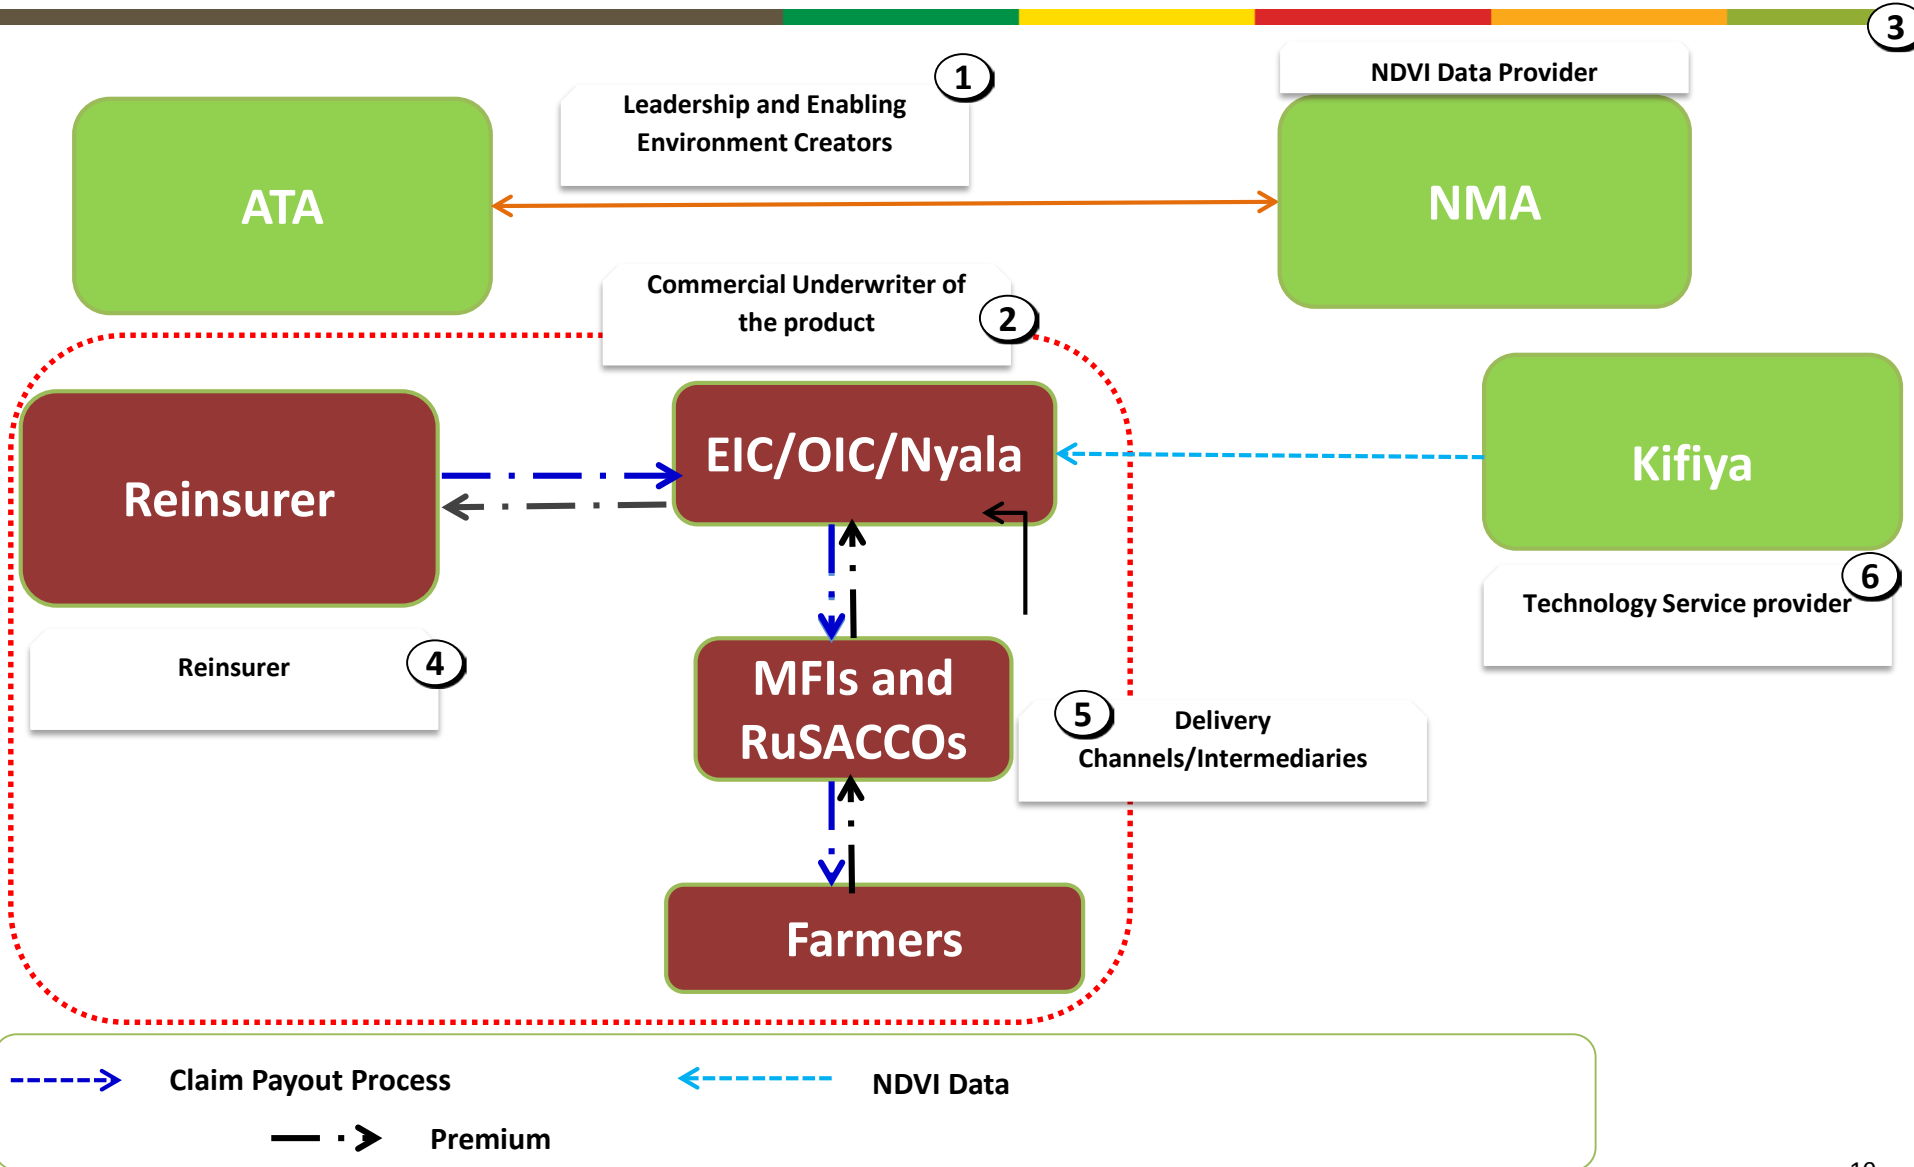 3
1
NDVI Data Provider
Leadership and Enabling
Environment Creators
ATA
NMA
Commercial Underwriter of
the product
2
Reinsurer
EIC/OIC/Nyala
Kifiya
6
Technology Service provider
Reinsurer
4
MFIs and
RuSACCOs
5
Delivery
Channels/Intermediaries
Farmers
Claim Payout Process
NDVI Data
Premium